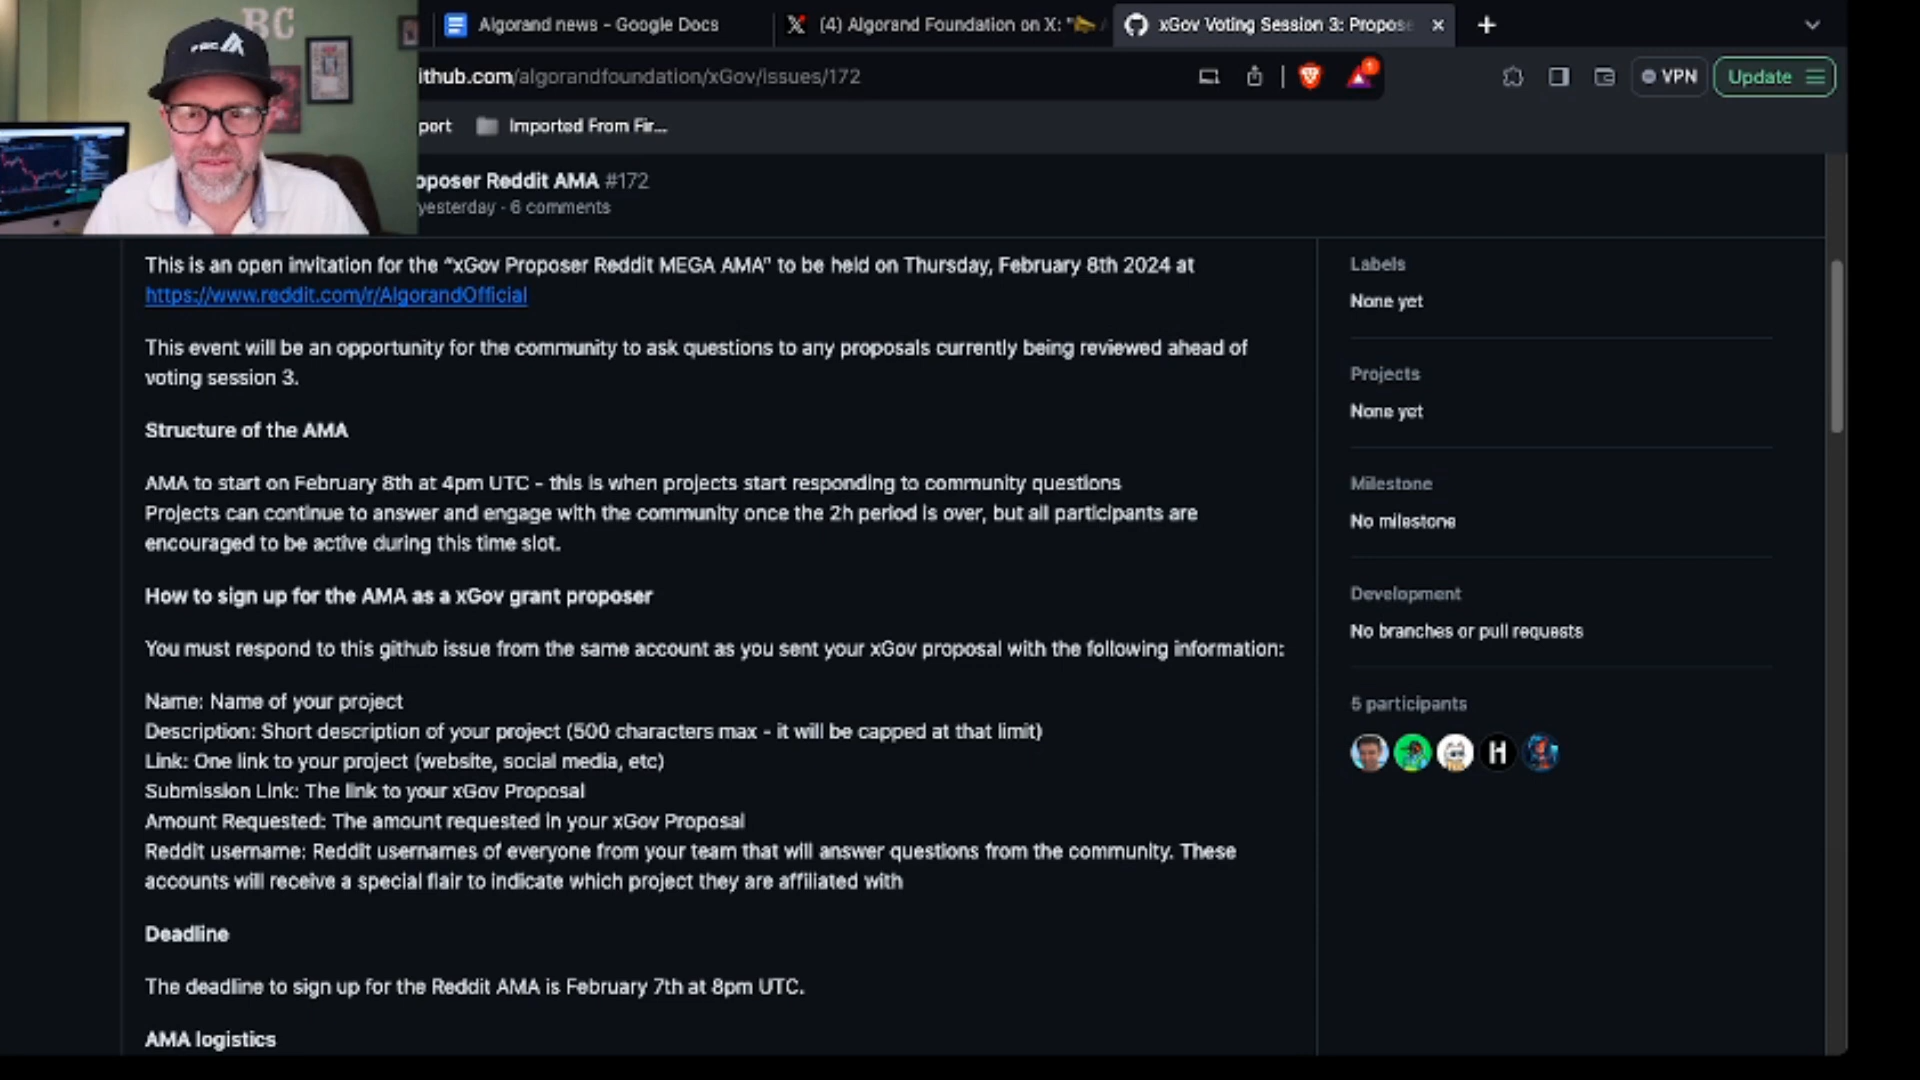 BC
Algorand news - Google Docs
(4) Algorand Foundation on X: "
xGov Voting Session 3: Propos
ithub.com/algorandfoundation/xGov/issues/172
VPN
Update
port
Imported From Fir...
oposer Reddit AMA #172
yesterday · 6 comments
This is an open invitation for the “xGov Proposer Reddit MEGA AMA” to be held on Thursday, February 8th 2024 at
https://www.reddit.com/r/AlgorandOfficial
This event will be an opportunity for the community to ask questions to any proposals currently being reviewed ahead of
voting session 3.
Structure of the AMA
AMA to start on February 8th at 4pm UTC - this is when projects start responding to community questions
Projects can continue to answer and engage with the community once the 2h period is over, but all participants are
encouraged to be active during this time slot.
How to sign up for the AMA as a xGov grant proposer
You must respond to this github issue from the same account as you sent your xGov proposal with the following information:
Name: Name of your project
Description: Short description of your project (500 characters max - it will be capped at that limit)
Link: One link to your project (website, social media, etc)
Submission Link: The link to your xGov Proposal
Amount Requested: The amount requested in your xGov Proposal
Reddit username: Reddit usernames of everyone from your team that will answer questions from the community. These
accounts will receive a special flair to indicate which project they are affiliated with
Deadline
The deadline to sign up for the Reddit AMA is February 7th at 8pm UTC.
AMA logistics
Labels
None yet
Projects
None yet
Milestone
No milestone
Development
No branches or pull requests
5 participants
H